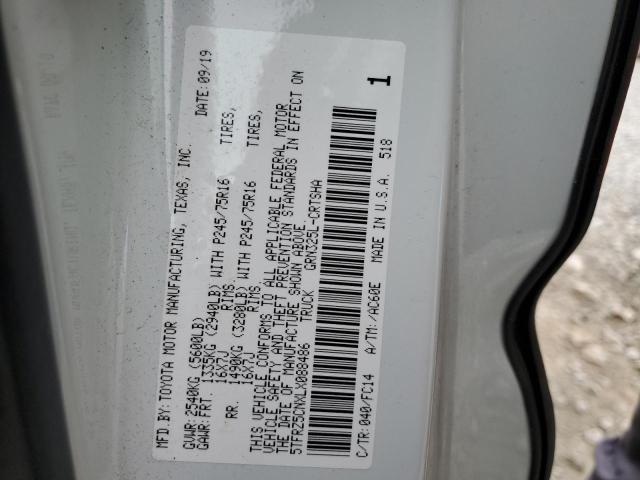 MFD.BY: TOYOTA MOTOR MANUFACTURING, TEXAS, INC. DATE: 09/19
GVWR: 2540KG (5600LB)
GAWR: FRT. 1335KG (2940LB) WITH P245/75R16 TIRES,
16X7J RIMS,
RR. 1490KG (3280LB) WITH P245/75R16 TIRES,
16X7J RIMS.
THIS VEHICLE CONFORMS TO ALL APPLICABLE FEDERAL MOTOR
VEHICLE SAFETY AND THEFT PREVENTION STANDARDS IN EFFECT ON
THE DATE OF MANUFACTURE SHOWN ABOVE.
5TFRZ5CNXLX088486 TRUCK GRN325L-CRTSHA
C/TR: 040/FC14 A/TM: /AC60E MADE IN U.S.A. 518
1